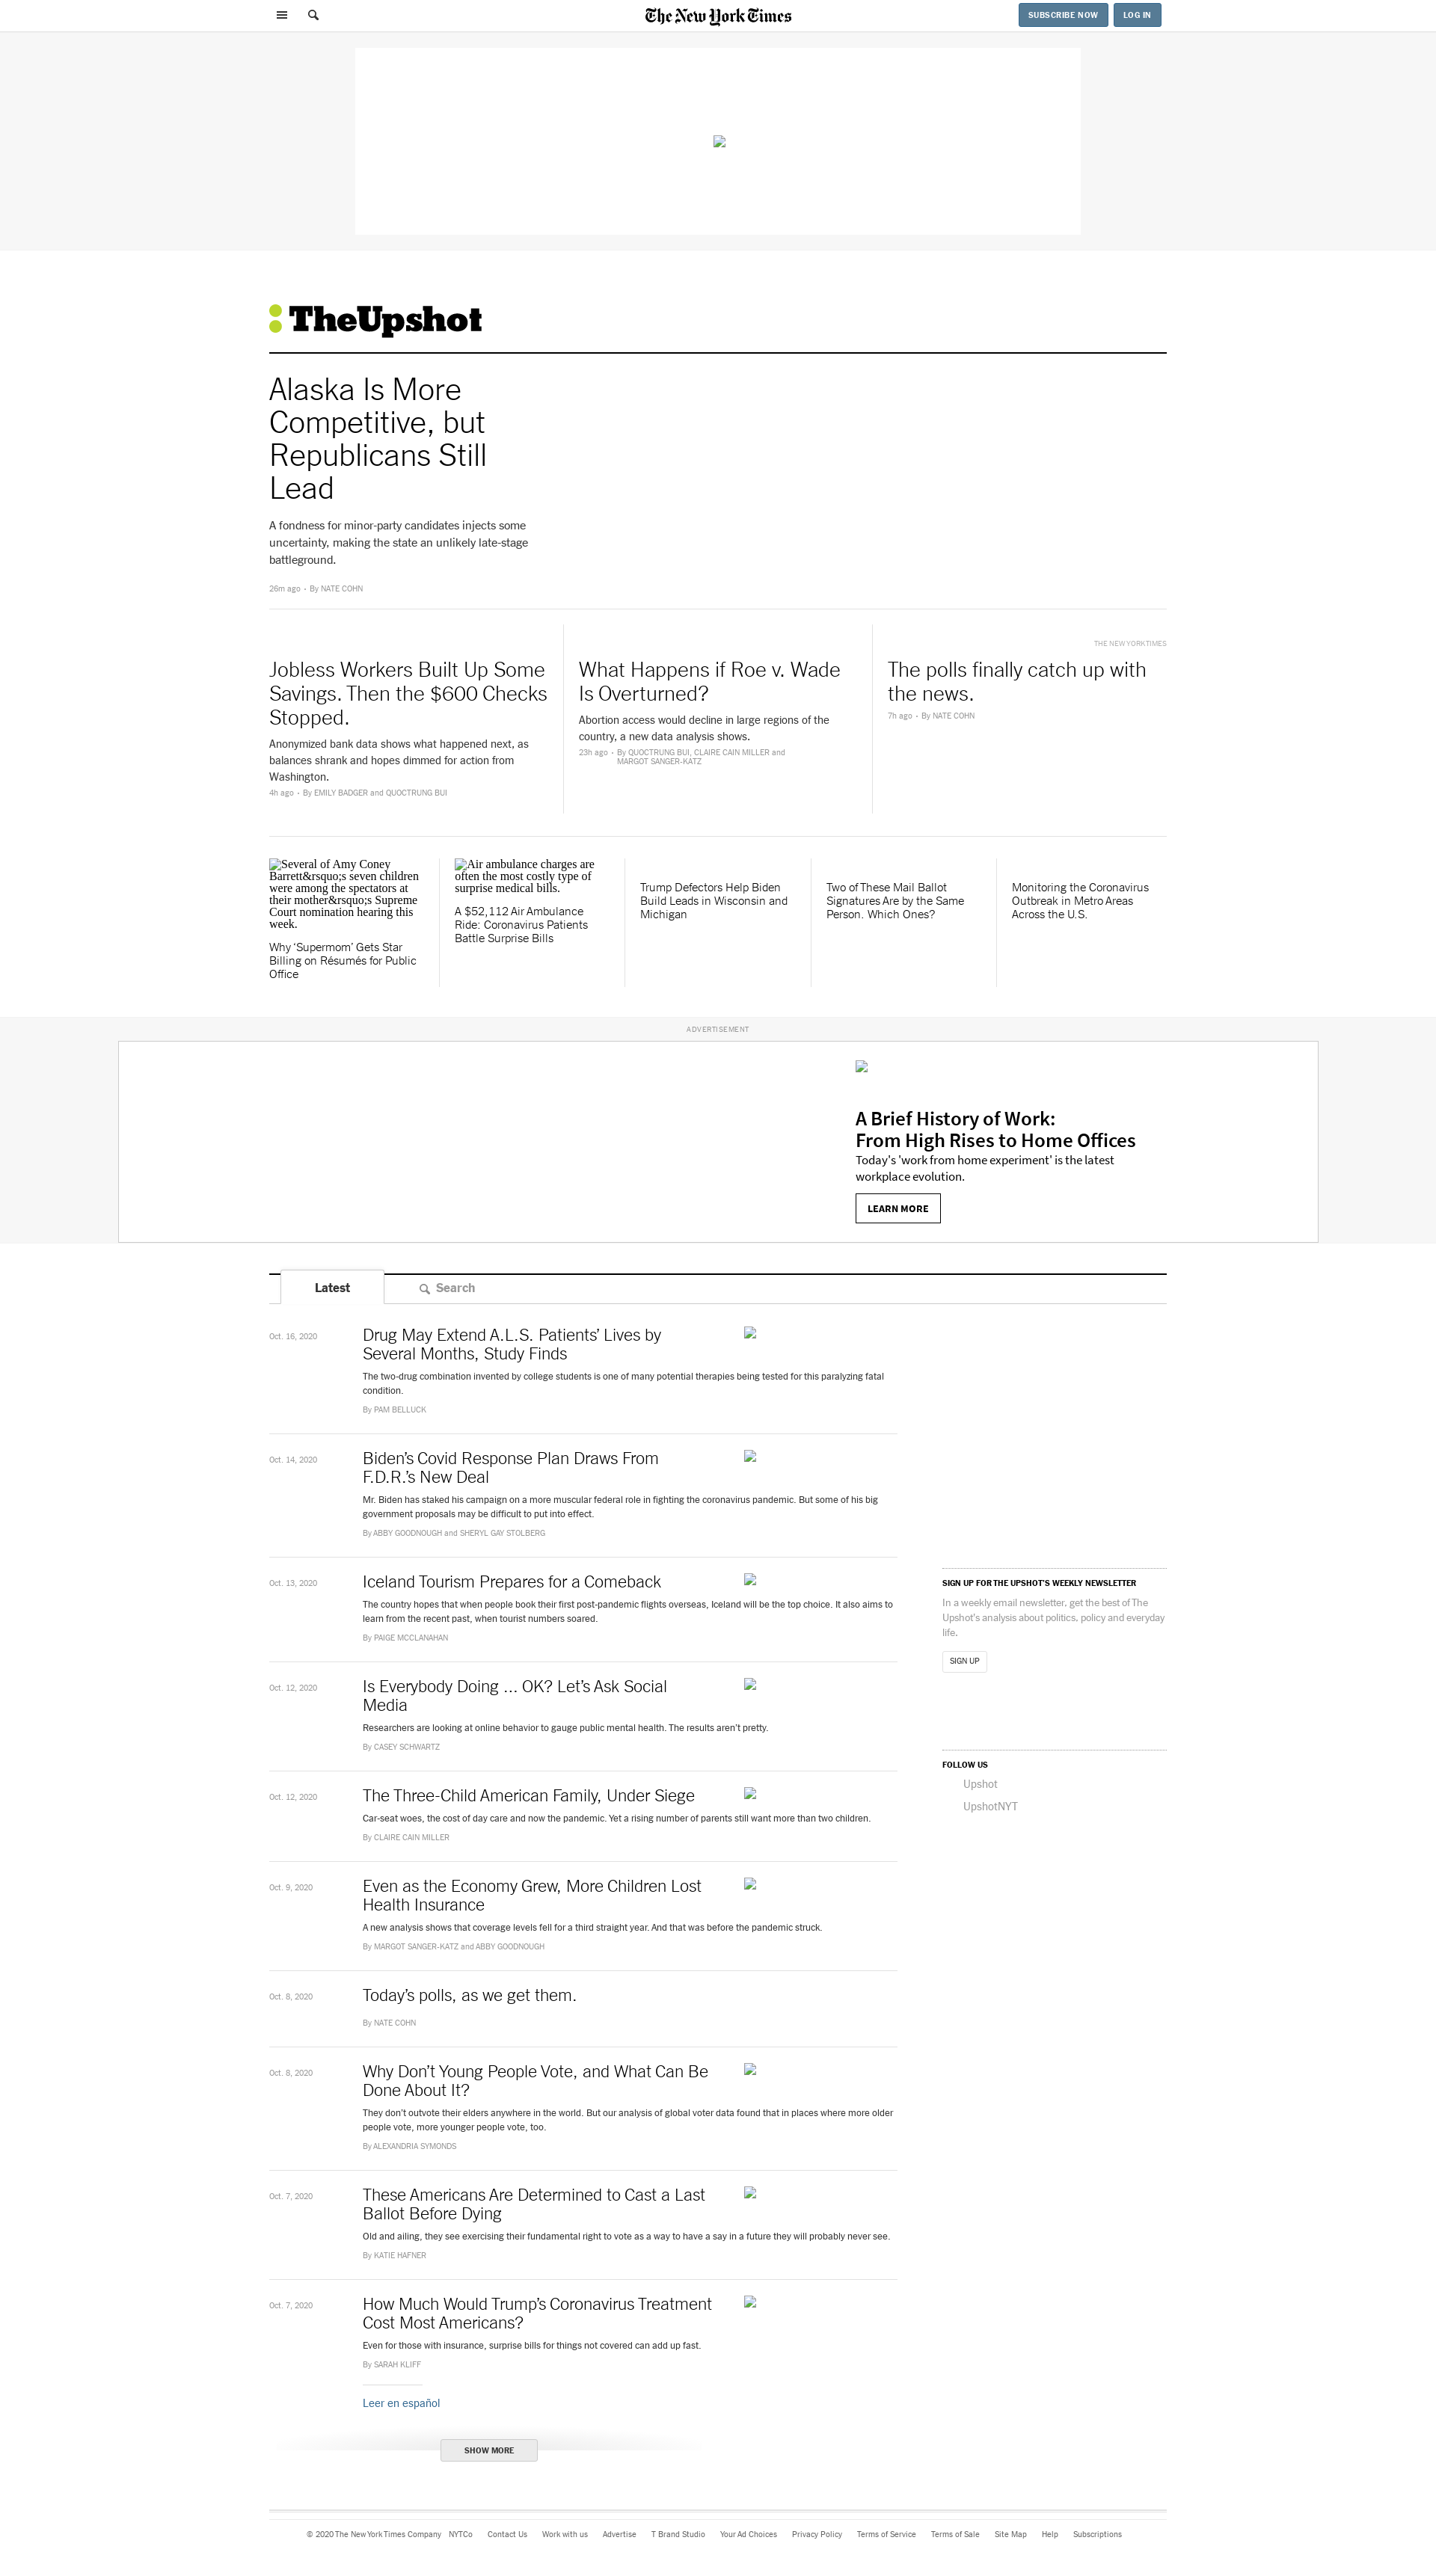 The New York Times
SUBSCRIBE NOW
LOG IN
TheUpshot
Alaska Is More
Competitive, but
Republicans Still
Lead
A fondness for minor-party candidates injects some
uncertainty, making the state an unlikely late-stage
battleground.
26m ago • By NATE COHN
Jobless Workers Built Up Some
Savings. Then the $600 Checks
Stopped.
Anonymized bank data shows what happened next, as
balances shrank and hopes dimmed for action from
Washington.
4h ago • By EMILY BADGER and QUOCTRUNG BUI
What Happens if Roe v. Wade
Is Overturned?
Abortion access would decline in large regions of the
country, a new data analysis shows.
23h ago • By QUOCTRUNG BUI, CLAIRE CAIN MILLER and
MARGOT SANGER-KATZ
THE NEW YORK TIMES
The polls finally catch up with
the news.
7h ago • By NATE COHN
Several of Amy Coney
Barrett&rsquo;s seven children
were among the spectators at
their mother&rsquo;s Supreme
Court nomination hearing this
week.
Why ‘Supermom’ Gets Star
Billing on Résumés for Public
Office
Air ambulance charges are
often the most costly type of
surprise medical bills.
A $52,112 Air Ambulance
Ride: Coronavirus Patients
Battle Surprise Bills
Trump Defectors Help Biden
Build Leads in Wisconsin and
Michigan
Two of These Mail Ballot
Signatures Are by the Same
Person. Which Ones?
Monitoring the Coronavirus
Outbreak in Metro Areas
Across the U.S.
ADVERTISEMENT
A Brief History of Work:
From High Rises to Home Offices
Today's 'work from home experiment' is the latest
workplace evolution.
LEARN MORE
Latest
Search
Oct. 16, 2020
Drug May Extend A.L.S. Patients’ Lives by
Several Months, Study Finds
The two-drug combination invented by college students is one of many potential therapies being tested for this paralyzing fatal
condition.
By PAM BELLUCK
Oct. 14, 2020
Biden’s Covid Response Plan Draws From
F.D.R.’s New Deal
Mr. Biden has staked his campaign on a more muscular federal role in fighting the coronavirus pandemic. But some of his big
government proposals may be difficult to put into effect.
By ABBY GOODNOUGH and SHERYL GAY STOLBERG
Oct. 13, 2020
Iceland Tourism Prepares for a Comeback
The country hopes that when people book their first post-pandemic flights overseas, Iceland will be the top choice. It also aims to
learn from the recent past, when tourist numbers soared.
By PAIGE MCCLANAHAN
Oct. 12, 2020
Is Everybody Doing ... OK? Let’s Ask Social
Media
Researchers are looking at online behavior to gauge public mental health. The results aren’t pretty.
By CASEY SCHWARTZ
Oct. 12, 2020
The Three-Child American Family, Under Siege
Car-seat woes, the cost of day care and now the pandemic. Yet a rising number of parents still want more than two children.
By CLAIRE CAIN MILLER
Oct. 9, 2020
Even as the Economy Grew, More Children Lost
Health Insurance
A new analysis shows that coverage levels fell for a third straight year. And that was before the pandemic struck.
By MARGOT SANGER-KATZ and ABBY GOODNOUGH
Oct. 8, 2020
Today’s polls, as we get them.
By NATE COHN
Oct. 8, 2020
Why Don’t Young People Vote, and What Can Be
Done About It?
They don’t outvote their elders anywhere in the world. But our analysis of global voter data found that in places where more older
people vote, more younger people vote, too.
By ALEXANDRIA SYMONDS
Oct. 7, 2020
These Americans Are Determined to Cast a Last
Ballot Before Dying
Old and ailing, they see exercising their fundamental right to vote as a way to have a say in a future they will probably never see.
By KATIE HAFNER
Oct. 7, 2020
How Much Would Trump’s Coronavirus Treatment
Cost Most Americans?
Even for those with insurance, surprise bills for things not covered can add up fast.
By SARAH KLIFF
Leer en español
SHOW MORE
SIGN UP FOR THE UPSHOT'S WEEKLY NEWSLETTER
In a weekly email newsletter, get the best of The
Upshot's analysis about politics, policy and everyday
life.
SIGN UP
FOLLOW US
Upshot
UpshotNYT
© 2020 The New York Times Company NYTCo Contact Us Work with us Advertise T Brand Studio Your Ad Choices Privacy Policy Terms of Service Terms of Sale Site Map Help Subscriptions